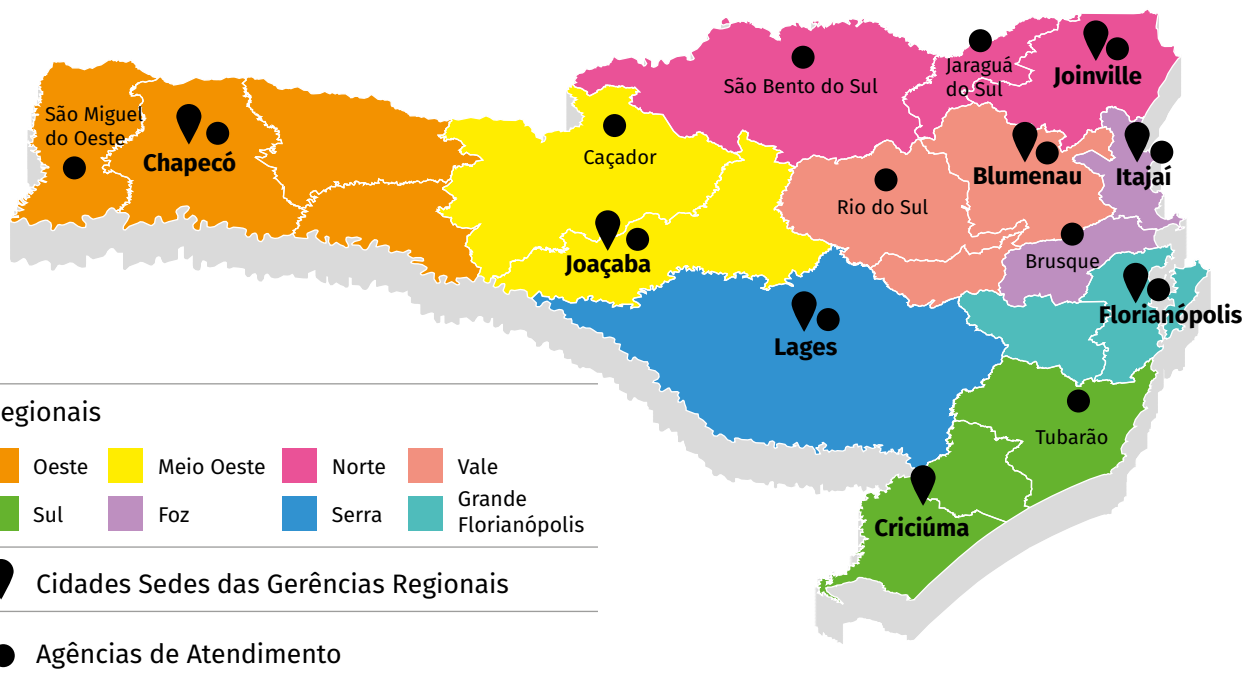 São Bento do Sul
Jaraguá
do Sul
Joinville
São Miguel
do Oeste
Chapecó
Caçador
Blumenau
Itajaí
Rio do Sul
Joaçaba
Brusque
Florianópolis
Lages
Tubarão
Criciúma
egionais
Oeste
Meio Oeste
Norte
Vale
Sul
Foz
Serra
Grande
Florianópolis
Cidades Sedes das Gerências Regionais
Agências de Atendimento